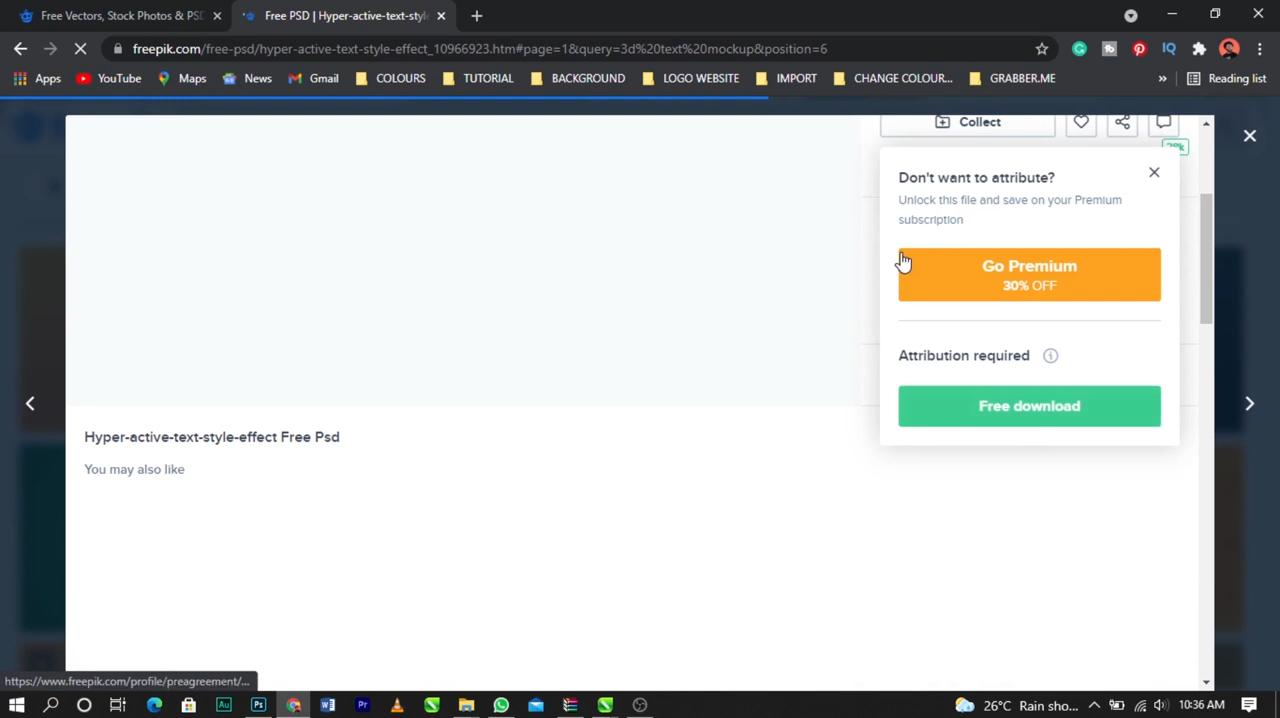 Free Vectors, Stock Photos & PSD
Free PSD | Hyper-active-text-style
freepik.com/free-psd/hyper-active-text-style-effect_10966923.htm#page=1&query=3d%20text%20mockup&position=6
Apps YouTube Maps News Gmail COLOURS TUTORIAL BACKGROUND LOGO WEBSITE IMPORT CHANGE COLOUR... GRABBER.ME » Reading list
Collect
Don't want to attribute?
Unlock this file and save on your Premium
subscription
Go Premium
30% OFF
Attribution required
Free download
Hyper-active-text-style-effect Free Psd
You may also like
https://www.freepik.com/profile/preagreement/...
26°C Rain sho... 10:36 AM